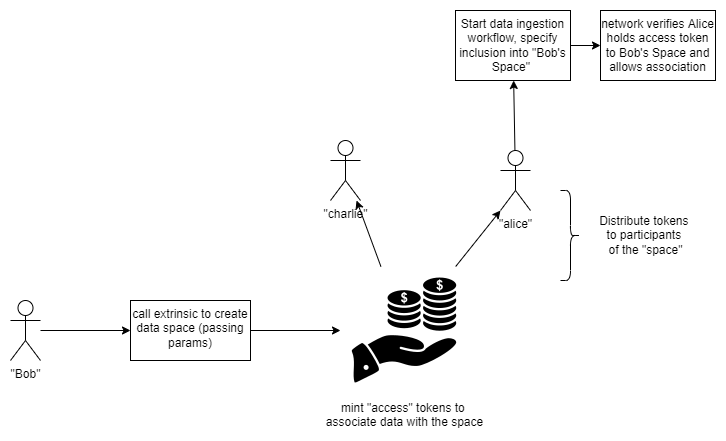 Start data ingestion
workflow, specify
inclusion into "Bob's
Space"
network verifies Alice
holds access token
to Bob's Space and
allows association
"charlie"
"alice"
Distribute tokens
to participants
of the "space"
$
$
call extrinsic to create
data space (passing
params)
"Bob"
mint "access" tokens to
associate data with the space